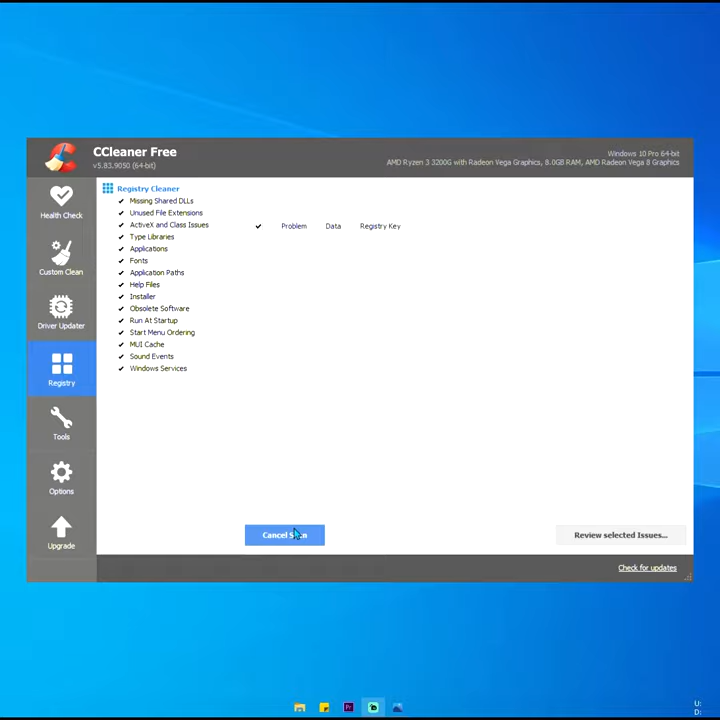 CCleaner Free
v5.83.9050 (64-bit)
Windows 10 Pro 64-bit
AMD Ryzen 3 3200G with Radeon Vega Graphics, 8.0GB RAM, AMD Radeon Vega 8 Graphics
Health Check
Custom Clean
Driver Updater
Registry
Tools
Options
Upgrade
Registry Cleaner
Missing Shared DLLs
Unused File Extensions
ActiveX and Class Issues
Type Libraries
Applications
Fonts
Application Paths
Help Files
Installer
Obsolete Software
Run At Startup
Start Menu Ordering
MUI Cache
Sound Events
Windows Services
Problem Data Registry Key
Cancel Scan
Review selected Issues...
Check for updates
Pr
U:
D: